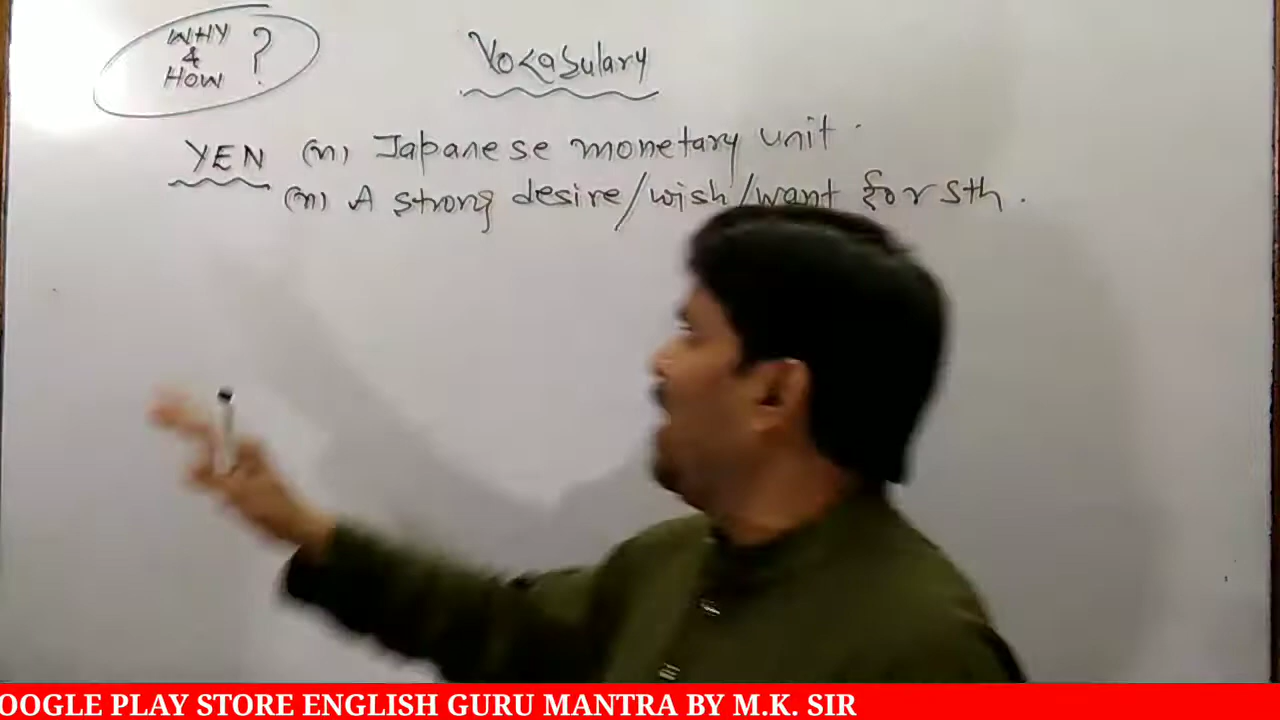 WHY
&
HOW ?
Vocabulary
YEN (n) Japanese monetary unit.
(n) A strong desire/wish/want for sth.
OOGLE PLAY STORE ENGLISH GURU MANTRA BY M.K. SIR